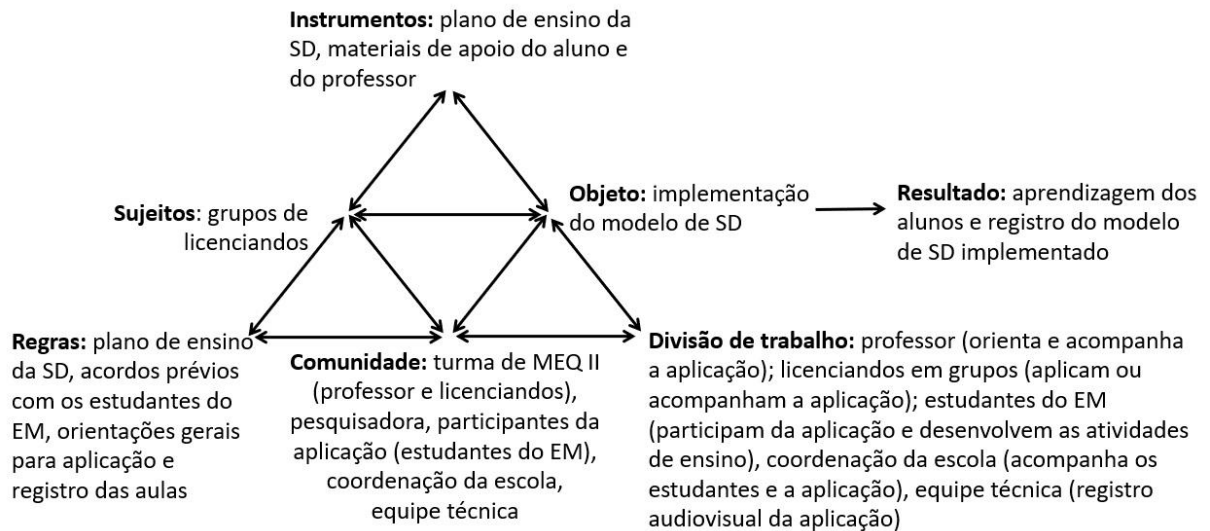 Instrumentos: plano de ensino da
SD, materiais de apoio do aluno e
do professor
Sujeitos: grupos de
licenciandos
Objeto: implementação
do modelo de SD
Resultado: aprendizagem dos
alunos e registro do modelo
de SD implementado
Regras: plano de ensino
da SD, acordos prévios
com os estudantes do
EM, orientações gerais
para aplicação e
registro das aulas
Comunidade: turma de MEQ II
(professor e licenciandos),
pesquisadora, participantes da
aplicação (estudantes do EM),
coordenação da escola,
equipe técnica
Divisão de trabalho: professor (orienta e acompanha
a aplicação); licenciandos em grupos (aplicam ou
acompanham a aplicação); estudantes do EM
(participam da aplicação e desenvolvem as atividades
de ensino), coordenação da escola (acompanha os
estudantes e a aplicação), equipe técnica (registro
audiovisual da aplicação)